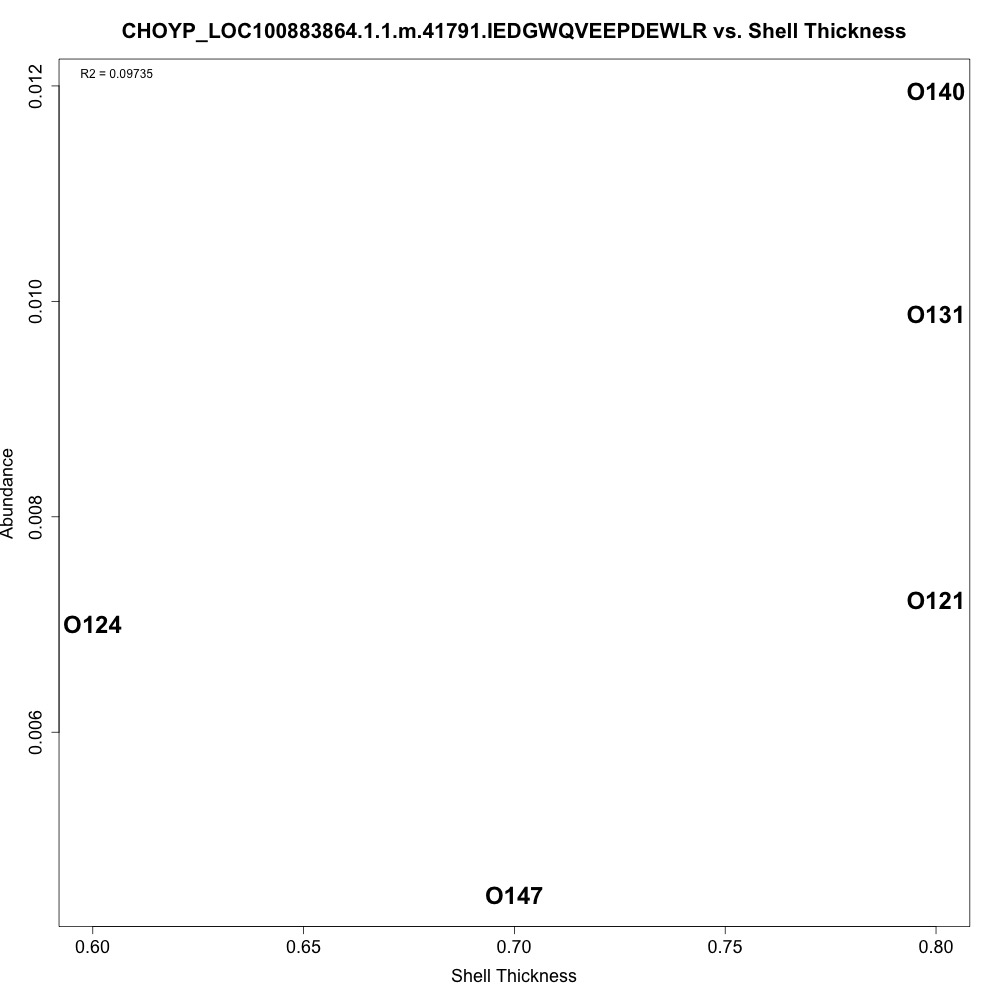 CHOYP_LOC100883864.1.1.m.41791.IEDGWQVEEPDEWLR vs. Shell Thickness
R2 = 0.09735
0.012
O140
0.010
O131
Abundance
0.008
O121
O124
0.006
O147
0.60 0.65 0.70 0.75 0.80
Shell Thickness